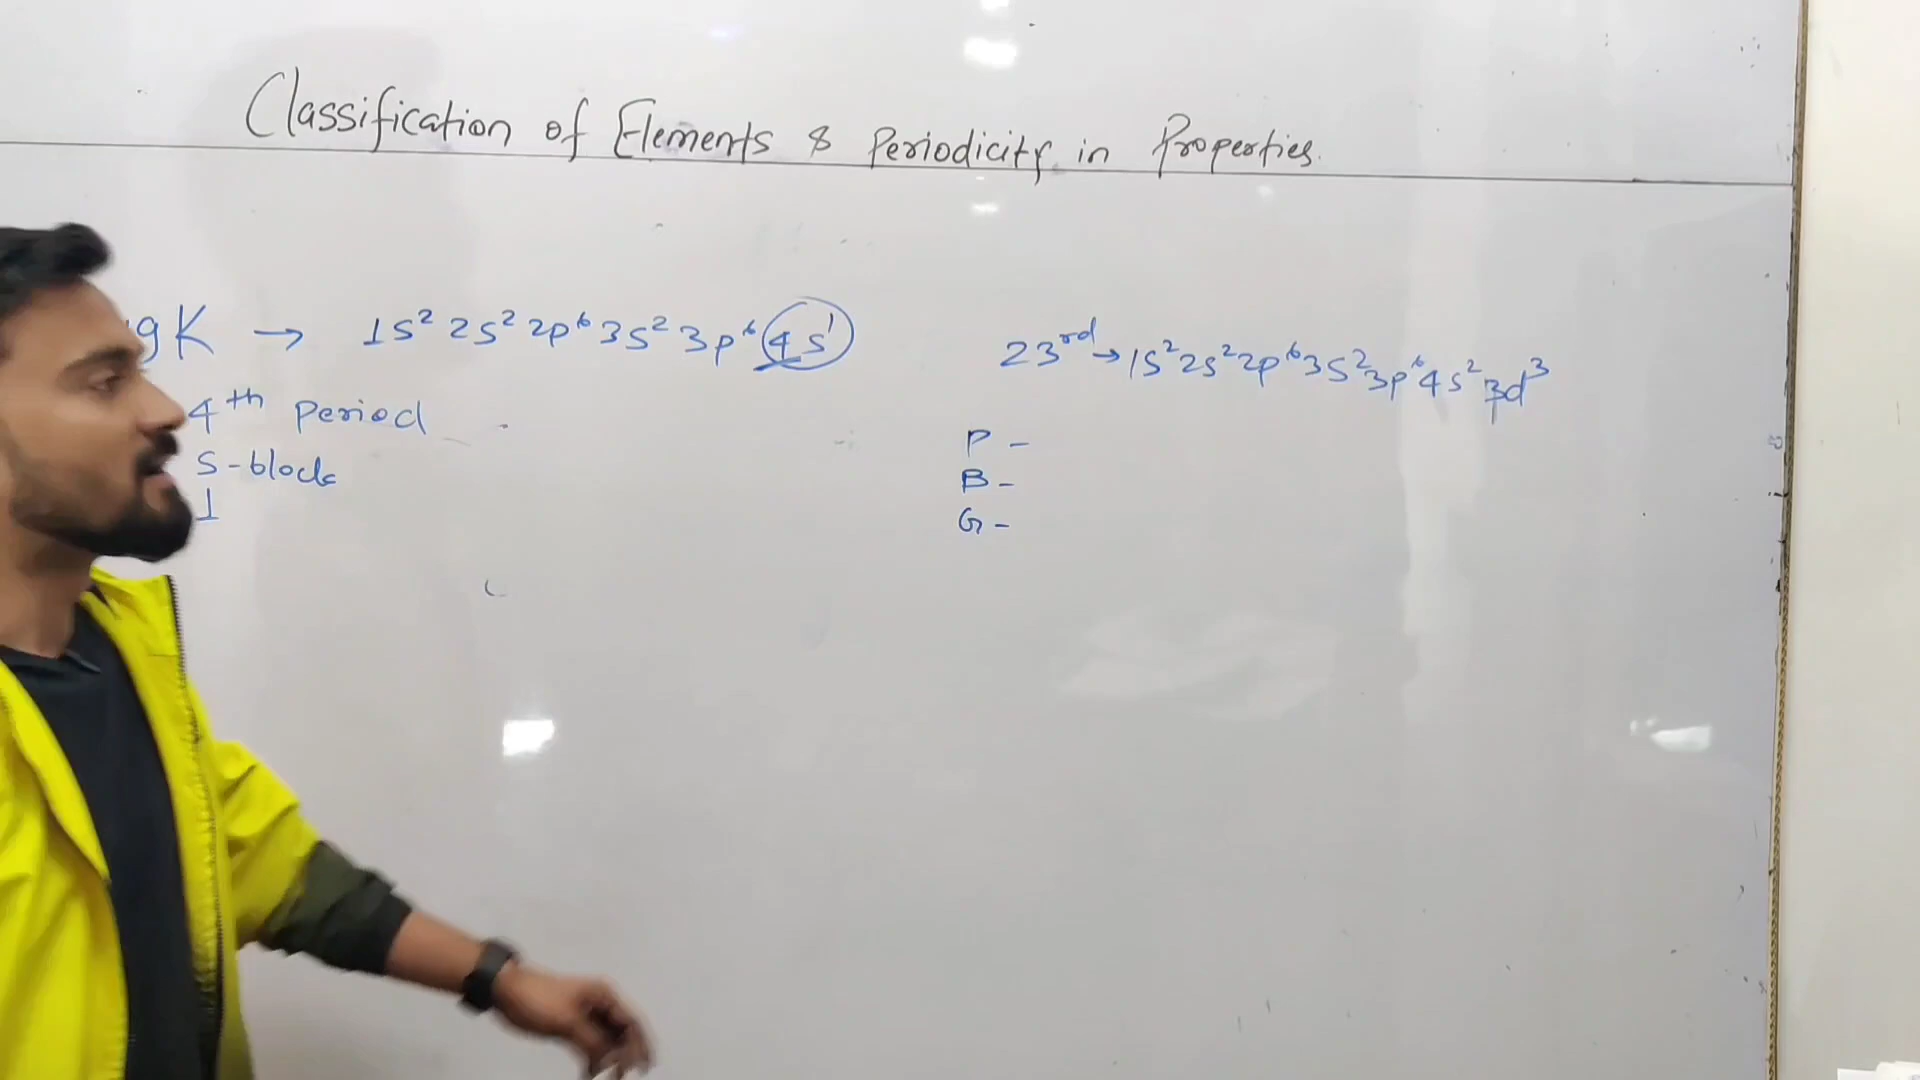 Classification of Elements & Periodicity in Properties.
19K → 1s² 2s² 2p⁶ 3s² 3p⁶ 4s¹
4th Period
S-block
1
23rd → 1s² 2s² 2p⁶ 3s² 3p⁶ 4s² 3d³
P -
B -
G -